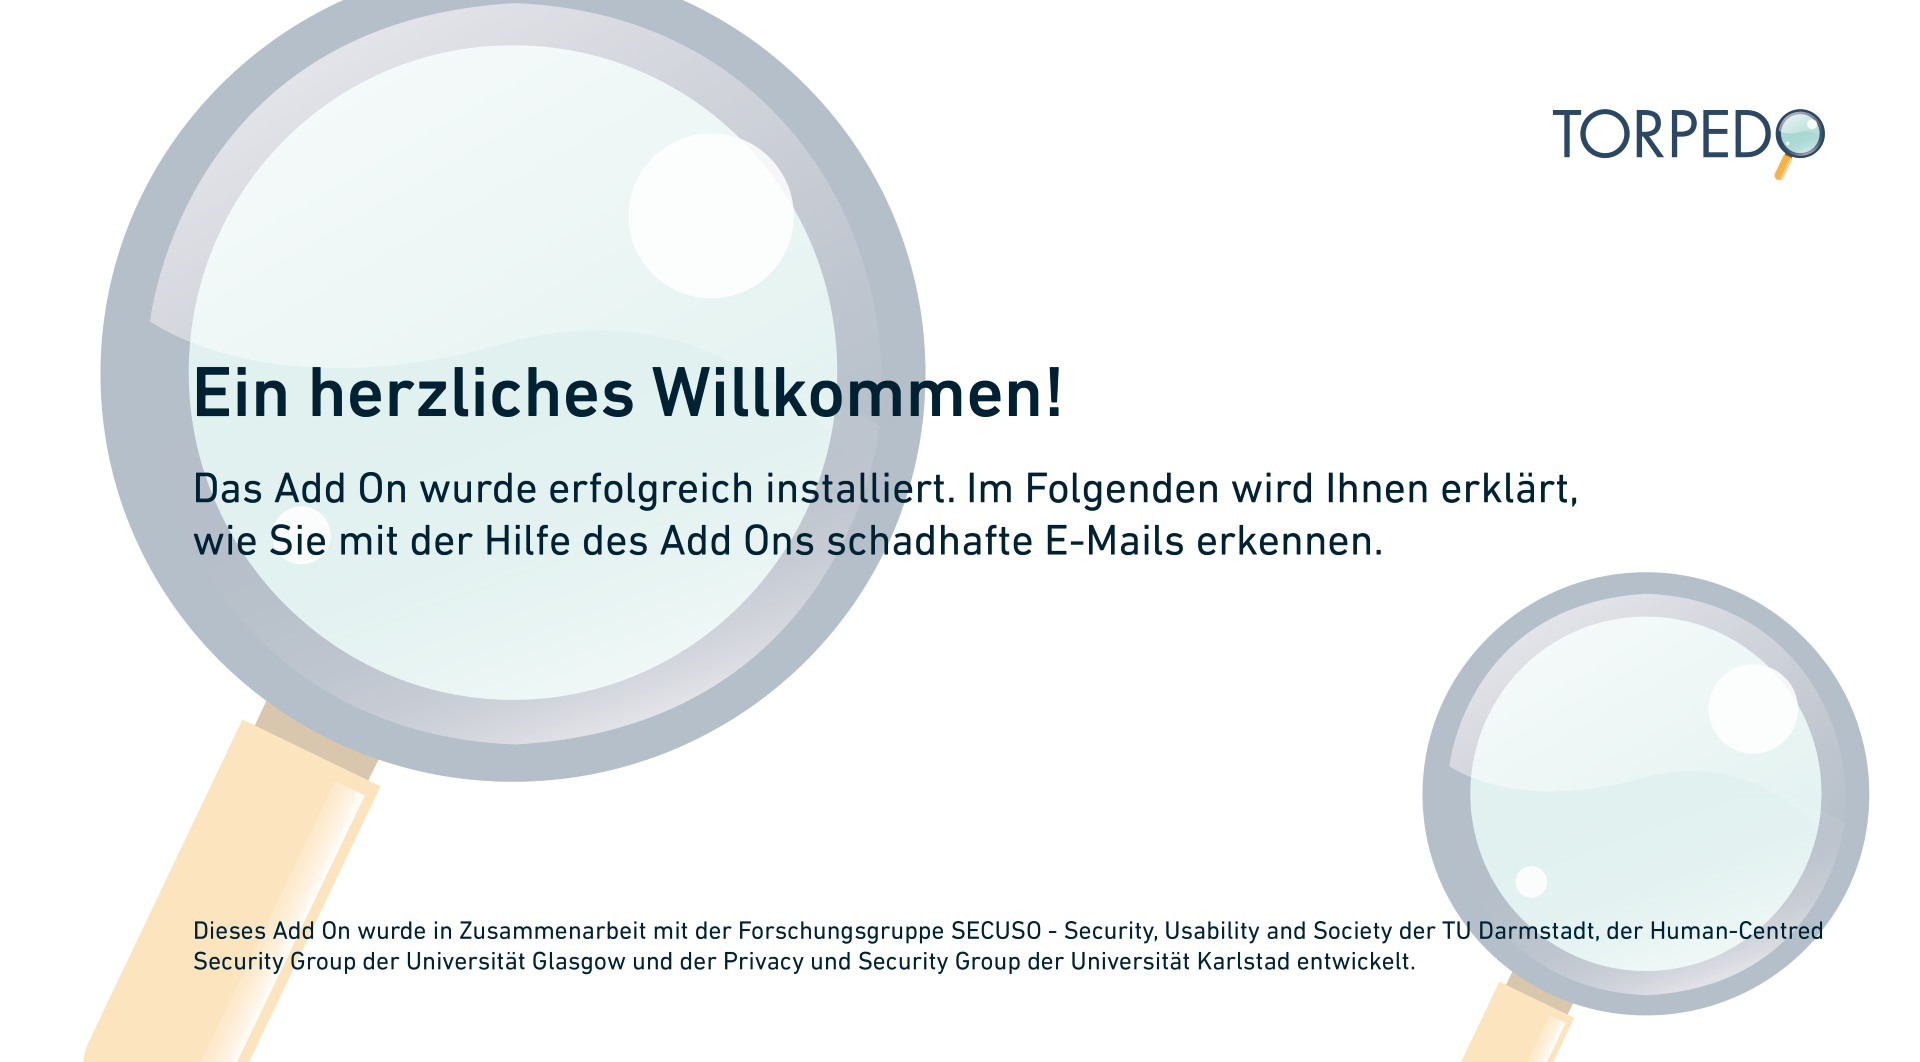 TORPEDO
Ein herzliches Willkommen!
Das Add On wurde erfolgreich installiert. Im Folgenden wird Ihnen erklärt,
wie Sie mit der Hilfe des Add Ons schadhafte E-Mails erkennen.
Dieses Add On wurde in Zusammenarbeit mit der Forschungsgruppe SECUSO - Security, Usability and Society der TU Darmstadt, der Human-Centred
Security Group der Universität Glasgow und der Privacy und Security Group der Universität Karlstad entwickelt.